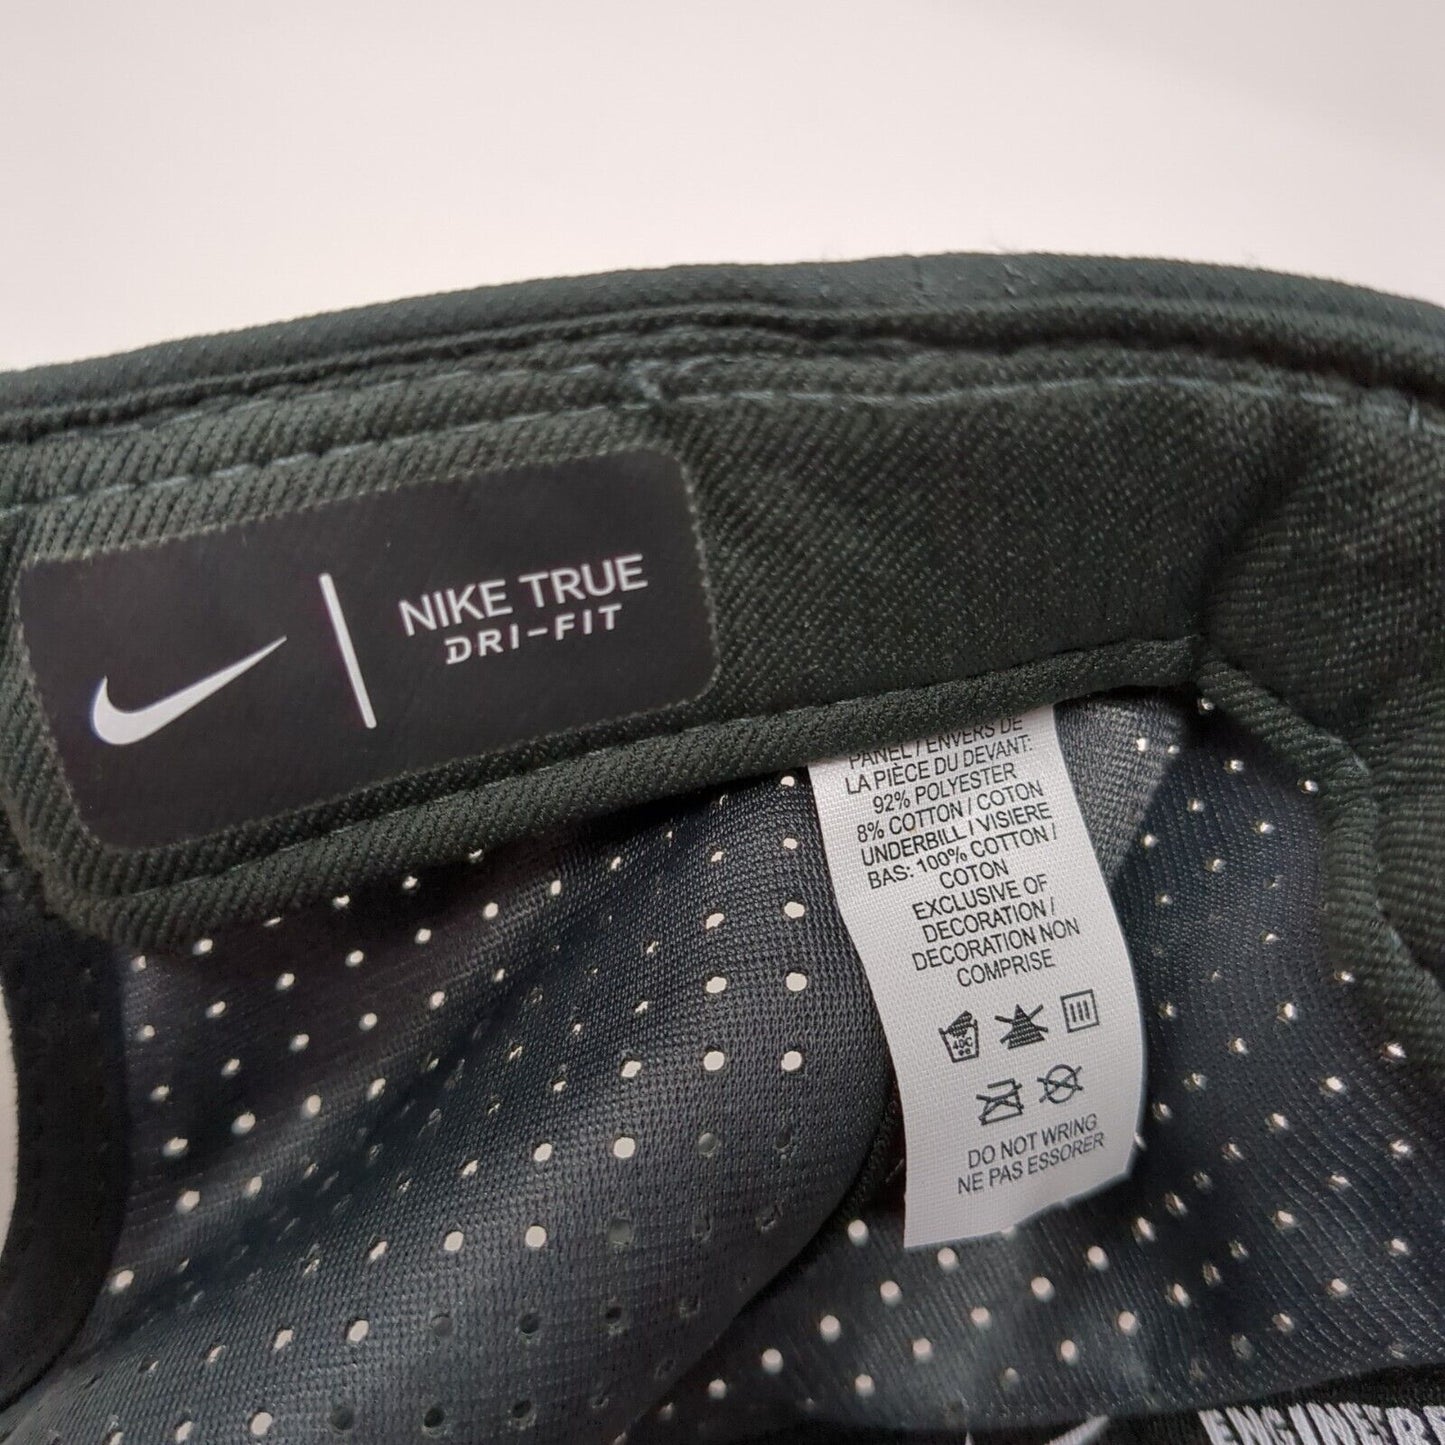 NIKE TRUE
DRI-FIT
PANEL / ENVERS DE
LA PIÈCE DU DEVANT:
92% POLYESTER
8% COTTON / COTON
UNDERBILL / VISIERE
BAS: 100% COTTON /
COTON
EXCLUSIVE OF
DECORATION /
DECORATION NON
COMPRISE
40C
DO NOT WRING
NE PAS ESSORER